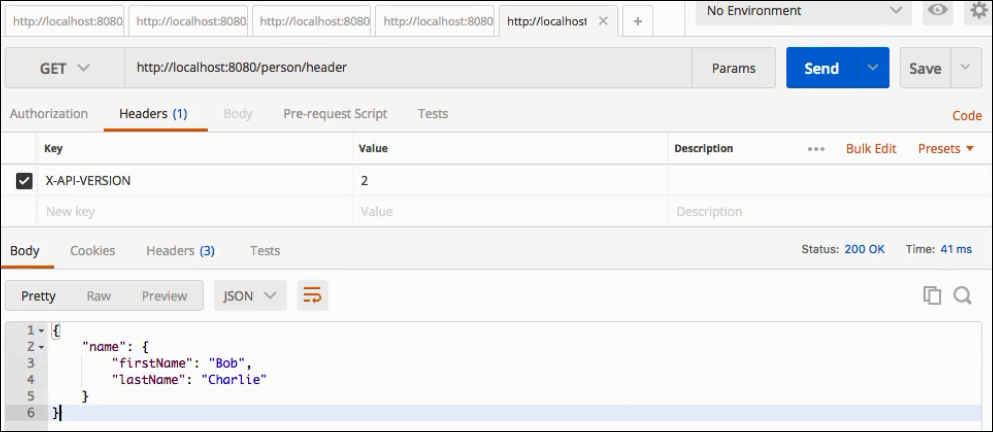 http://localhost:8080 http://localhost:8080 http://localhost:8080 http://localhost:8080 http://localhost No Environment
GET http://localhost:8080/person/header Params Send Save
Authorization Headers (1) Body Pre-request Script Tests Code
Key Value Description ••• Bulk Edit Presets
X-API-VERSION 2
New key Value Description
Body Cookies Headers (3) Tests Status: 200 OK Time: 41 ms
Pretty Raw Preview JSON
1 {
2 "name": {
3 "firstName": "Bob",
4 "lastName": "Charlie"
5 }
6 }